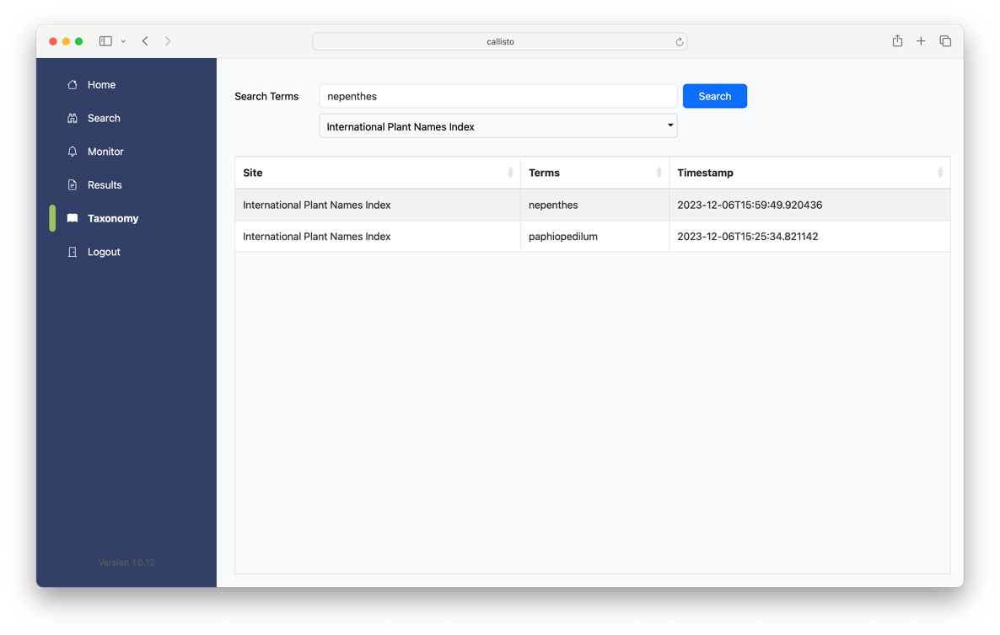 callisto
Home
Search
Monitor
Results
Taxonomy
Logout
Version 1.0.12
Search Terms nepenthes Search
International Plant Names Index
Site Terms Timestamp
International Plant Names Index nepenthes 2023-12-06T15:59:49.920436
International Plant Names Index paphiopedilum 2023-12-06T15:25:34.821142